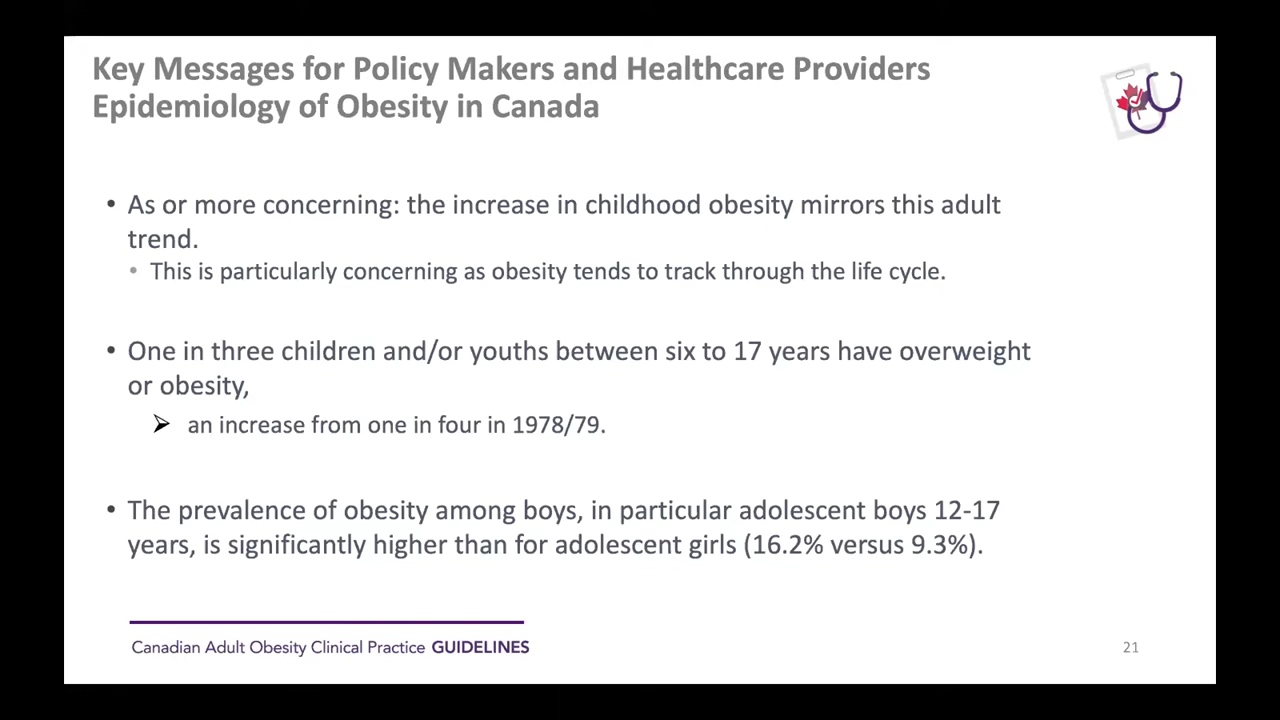 Key Messages for Policy Makers and Healthcare Providers
Epidemiology of Obesity in Canada
• As or more concerning: the increase in childhood obesity mirrors this adult
trend.
• This is particularly concerning as obesity tends to track through the life cycle.
• One in three children and/or youths between six to 17 years have overweight
or obesity,
➢ an increase from one in four in 1978/79.
• The prevalence of obesity among boys, in particular adolescent boys 12-17
years, is significantly higher than for adolescent girls (16.2% versus 9.3%).
Canadian Adult Obesity Clinical Practice GUIDELINES
21